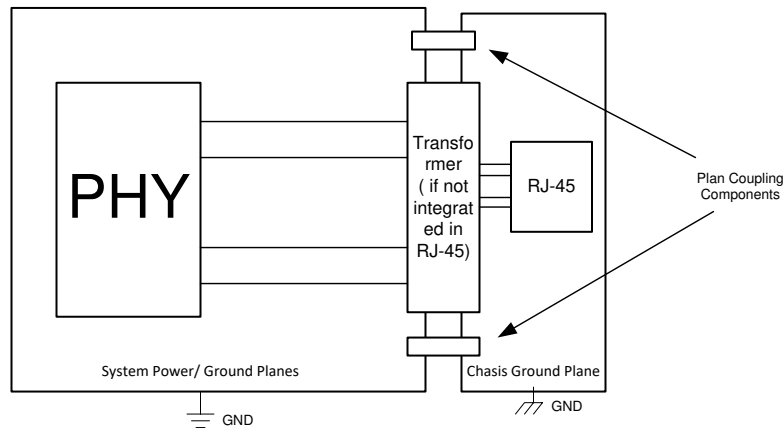 PHY
Transfo
rmer
( if not
integrat
ed in
RJ-45)
RJ-45
Plan Coupling
Components
System Power/ Ground Planes
Chasis Ground Plane
GND
GND